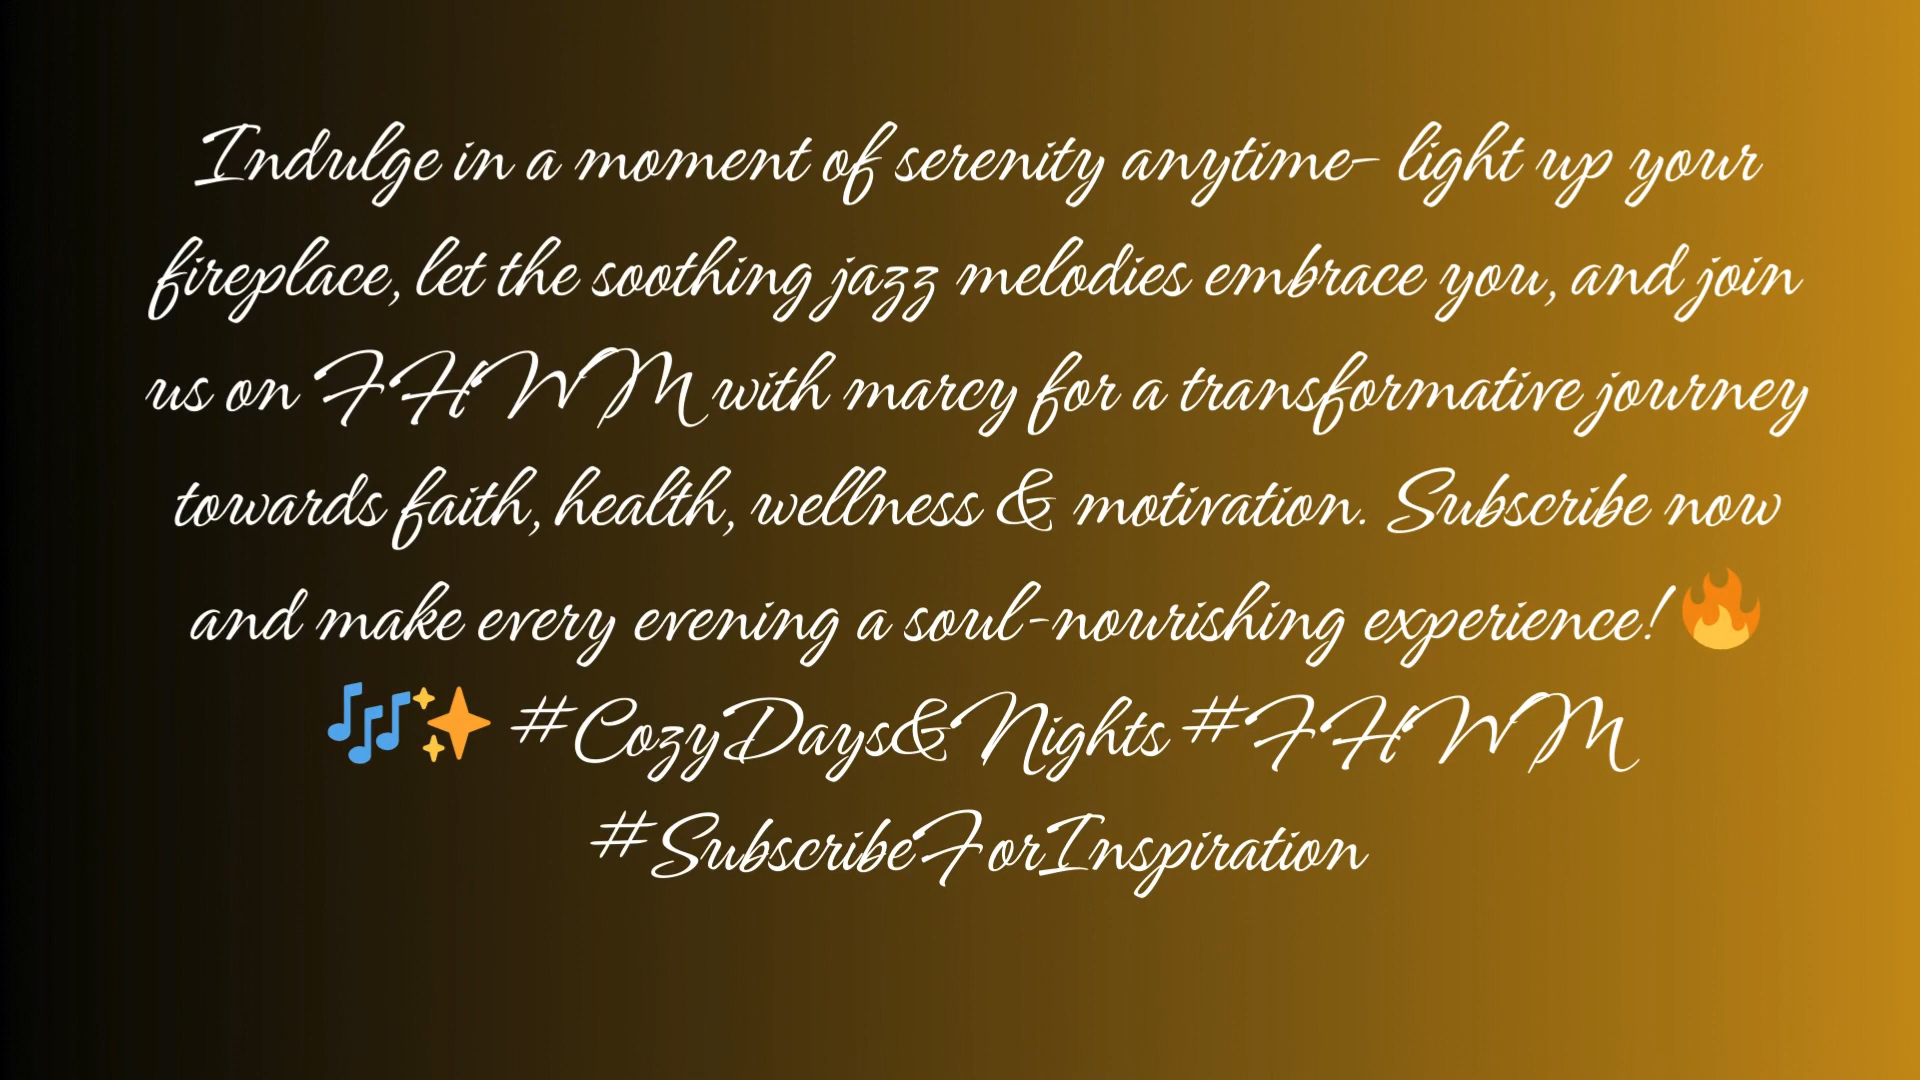 Indulge in a moment of serenity anytime- light up your
fireplace, let the soothing jazz melodies embrace you, and join
us on FHWM with marcy for a transformative journey
towards faith, health, wellness & motivation. Subscribe now
and make every evening a soul-nourishing experience! 🔥
🎶✨ #CozyDays&Nights #FHWM
#SubscribeForInspiration